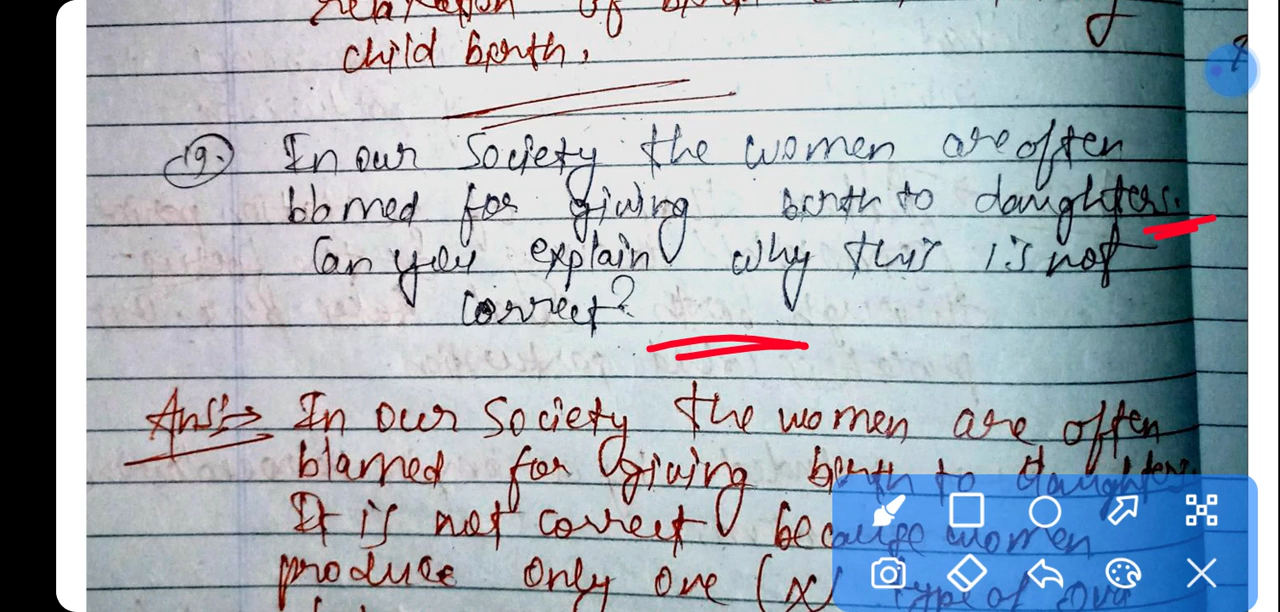 of
child birth.
19. In our Society the women are often
blamed for giving birth to daughters.
Can you explain why this is not
correct?
Ans:→ In our Society the women are often
blamed for giving birth to daughters
It is not correct because women
produce only one (X) type of